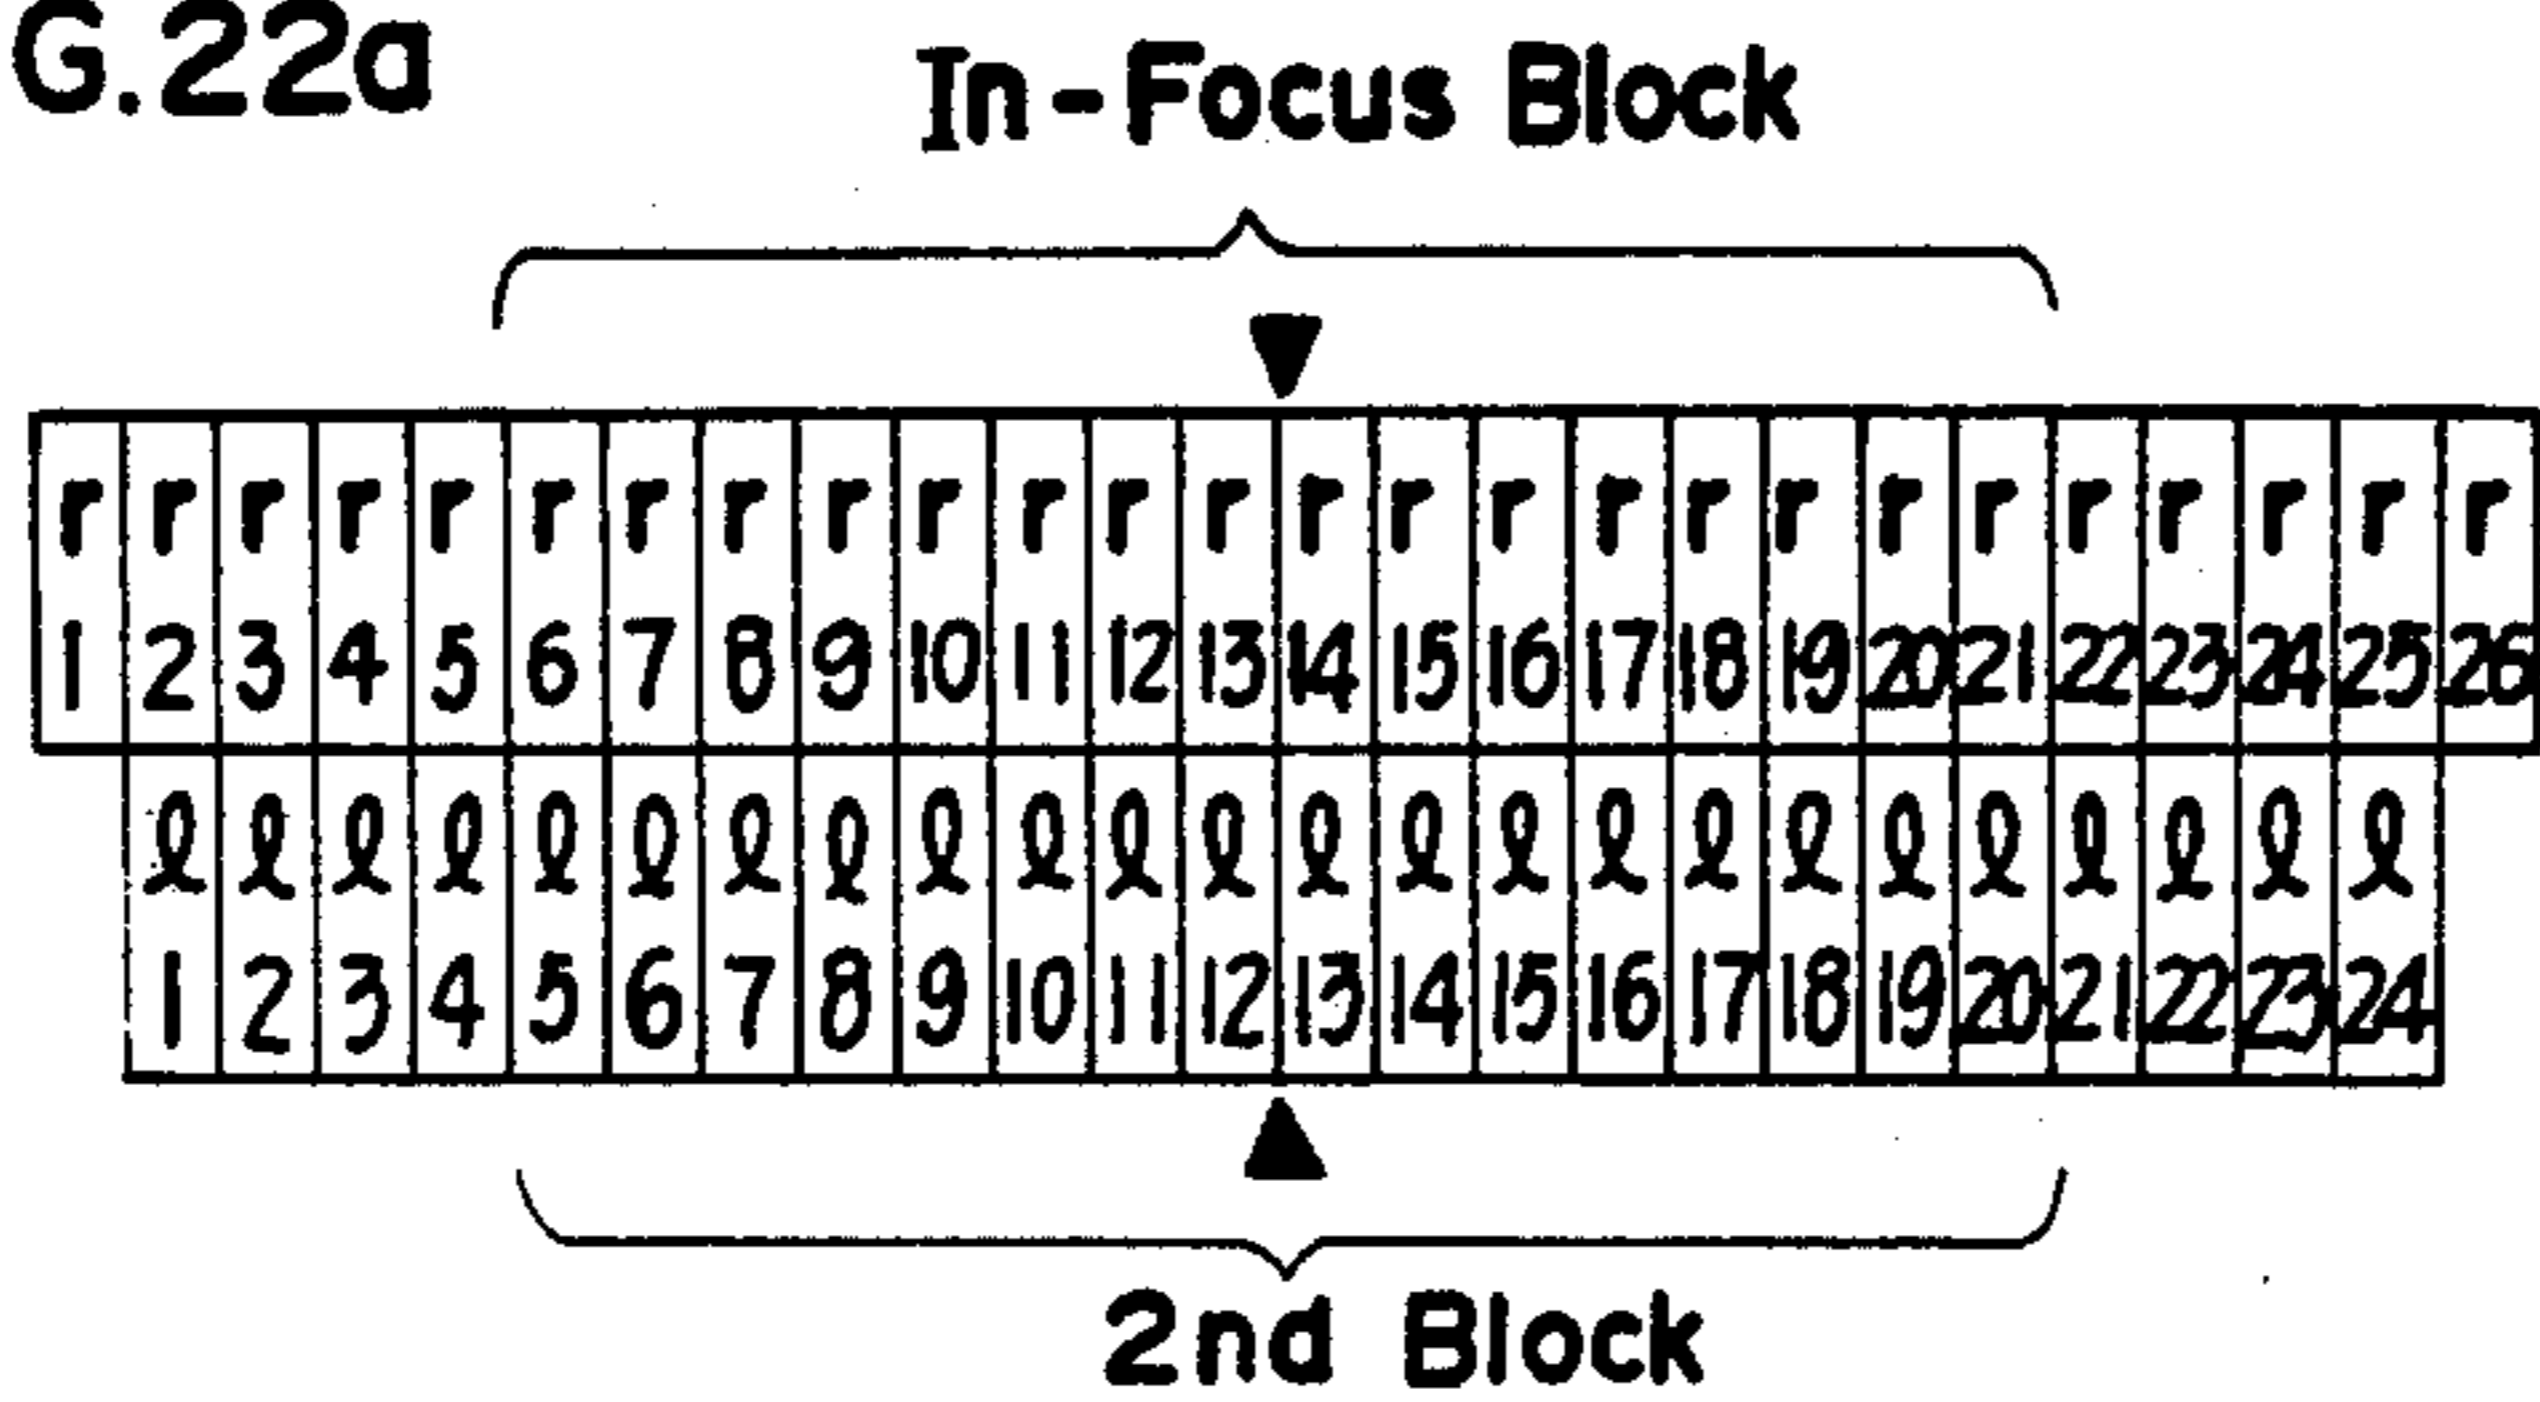 G.22a
In-Focus Block
r r r r r r r r r r r r r r r r r r r r r r r r r r
1 2 3 4 5 6 7 8 9 10 11 12 13 14 15 16 17 18 19 20 21 22 23 24 25 26
ℓ ℓ ℓ ℓ ℓ ℓ ℓ ℓ ℓ ℓ ℓ ℓ ℓ ℓ ℓ ℓ ℓ ℓ ℓ ℓ ℓ ℓ ℓ ℓ
1 2 3 4 5 6 7 8 9 10 11 12 13 14 15 16 17 18 19 20 21 22 23 24
2nd Block